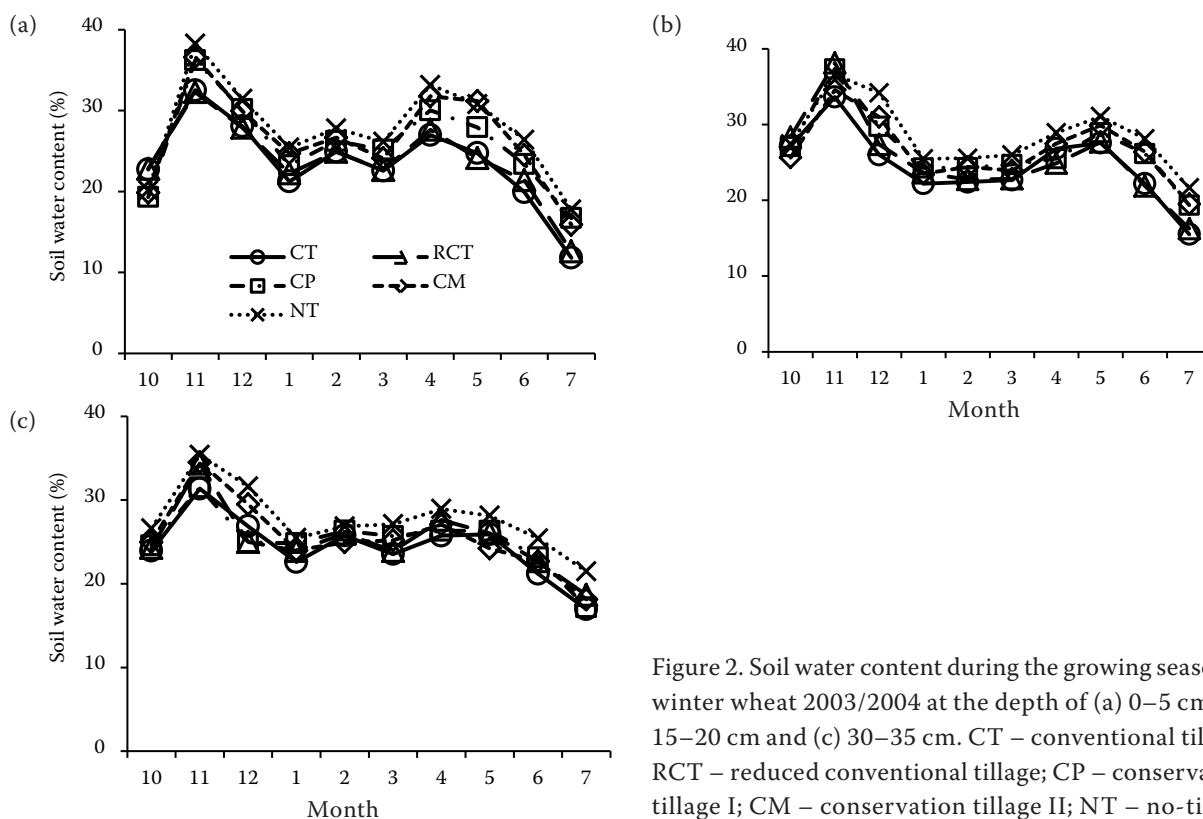 (a)
40
30
20
10
0
Soil water content (%)
CT
RCT
CP
CM
NT
10 11 12 1 2 3 4 5 6 7
(b)
40
30
20
10
0
10 11 12 1 2 3 4 5 6 7
Month
(c)
40
30
20
10
0
Soil water content (%)
10 11 12 1 2 3 4 5 6 7
Month
Figure 2. Soil water content during the growing
winter wheat 2003/2004 at the depth of (a) 0–5 cm
15–20 cm and (c) 30–35 cm. CT – conventional
RCT – reduced conventional tillage; CP –
tillage I; CM – conservation tillage II; NT –